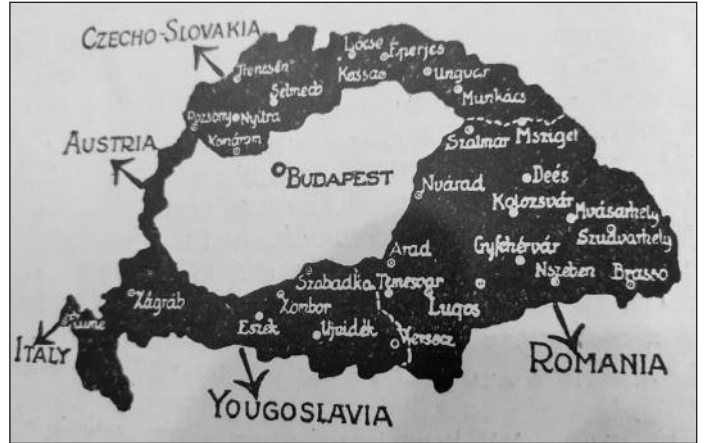 CZECHO-SLOVAKIA
Lőcse
Eperjes
Trencsén
Kassa
Ungvár
Selmecb
Munkács
Pozsony
Nyitra
Komárom
Szatmár
Msziget
AUSTRIA
BUDAPEST
Nvárad
Deés
Kolozsvár
Mvásárhely
Szudvarhely
Arad
Gyfehérvár
Szabadka
Temesvár
Nszeben
Brassó
Zágráb
Zombor
Lugos
Fiume
Eszék
Ujvidék
Versecz
ITALY
ROMANIA
YOUGOSLAVIA